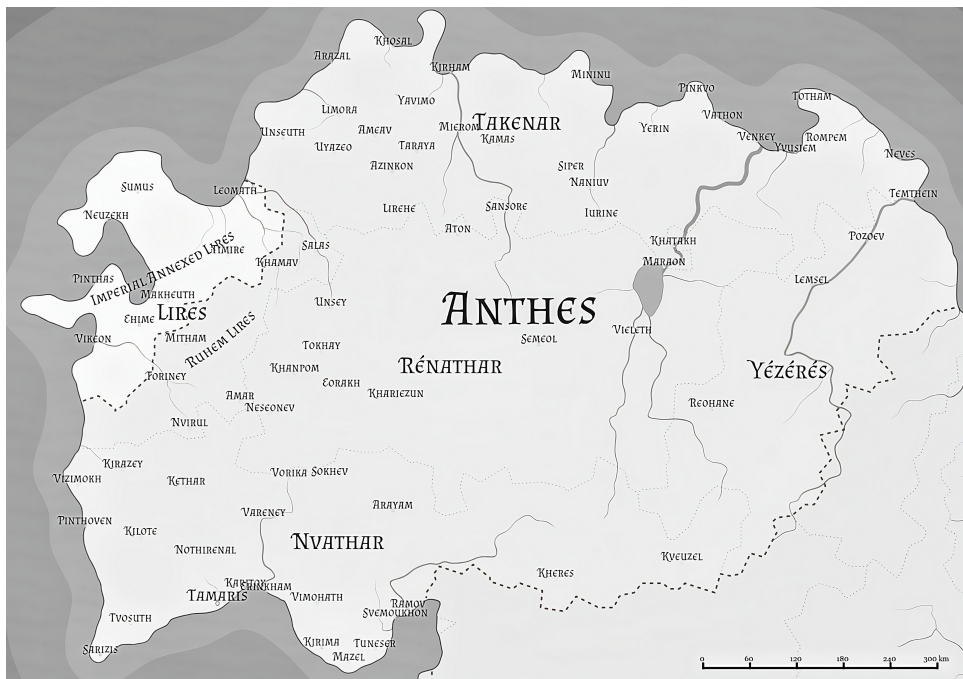 Khosal
Arazal
Kirham
Mininu
Pinkvo
Totham
Yavimo
Limora
Vathon
Unseuth
Ameav
Mierom
Takenar
Yerin
Venkey
Rompem
Kamas
Uyazeo
Taraya
Yvusiem
Neves
Azinkon
Siper
Naniuv
Sumus
Leomath
Temthein
Lirehe
Sansore
Iurine
Neuzekh
Aton
Pozoev
Khatakh
Salas
Imperial Annexed Lires
Khamav
Maraon
Pinthas
Lemsel
Makheuth
Unsey
Anthes
Ehime
Lires
Vieleth
Vikeon
Mitham
Ruhem Lires
Semeol
Tokhay
Rénathar
Khanpom
Yézérés
Foriney
Eorakh
Khariezun
Amar
Neseonev
Reohane
Nvirul
Kirazey
Vorika
Sokhev
Vizimokh
Kethar
Arayam
Vareney
Pinthoven
Kilote
Nvathar
Nothirenal
Kveuzel
Kheres
Erinkham
Tamaris
Vimohath
Ramov
Svemoukhon
Tvosuth
Kirima
Tuneser
Sarizis
Mazel
0 60 120 180 240 300 km